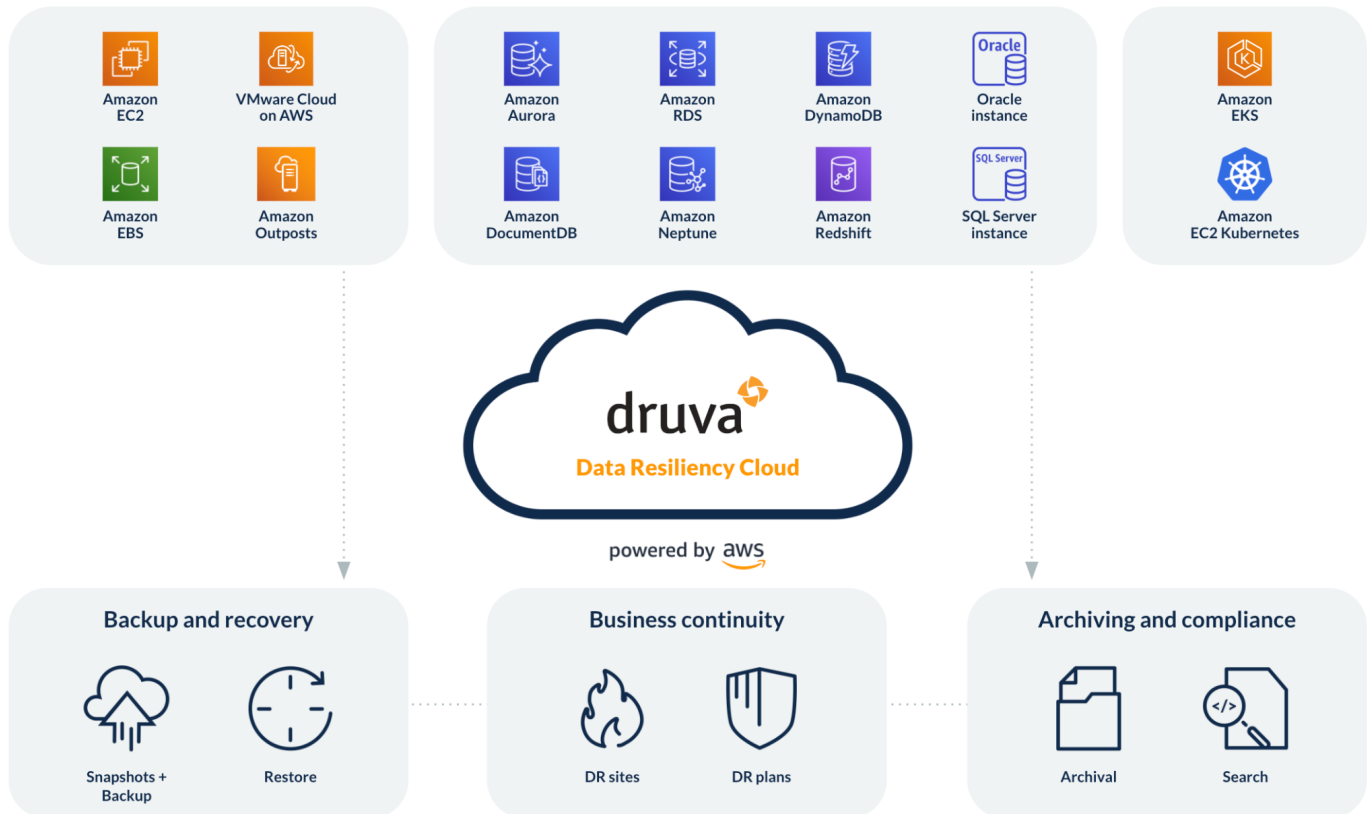 Amazon
EC2
VMware Cloud
on AWS
Amazon
EBS
Amazon
Outposts
Amazon
Aurora
Amazon
RDS
Amazon
DynamoDB
Oracle
Oracle
instance
Amazon
DocumentDB
Amazon
Neptune
Amazon
Redshift
SQL Server
SQL Server
instance
K
Amazon
EKS
Amazon
EC2 Kubernetes
druva
Data Resiliency Cloud
powered by aws
Backup and recovery
Snapshots +
Backup
Restore
Business continuity
DR sites
DR plans
Archiving and compliance
Archival
</>
Search